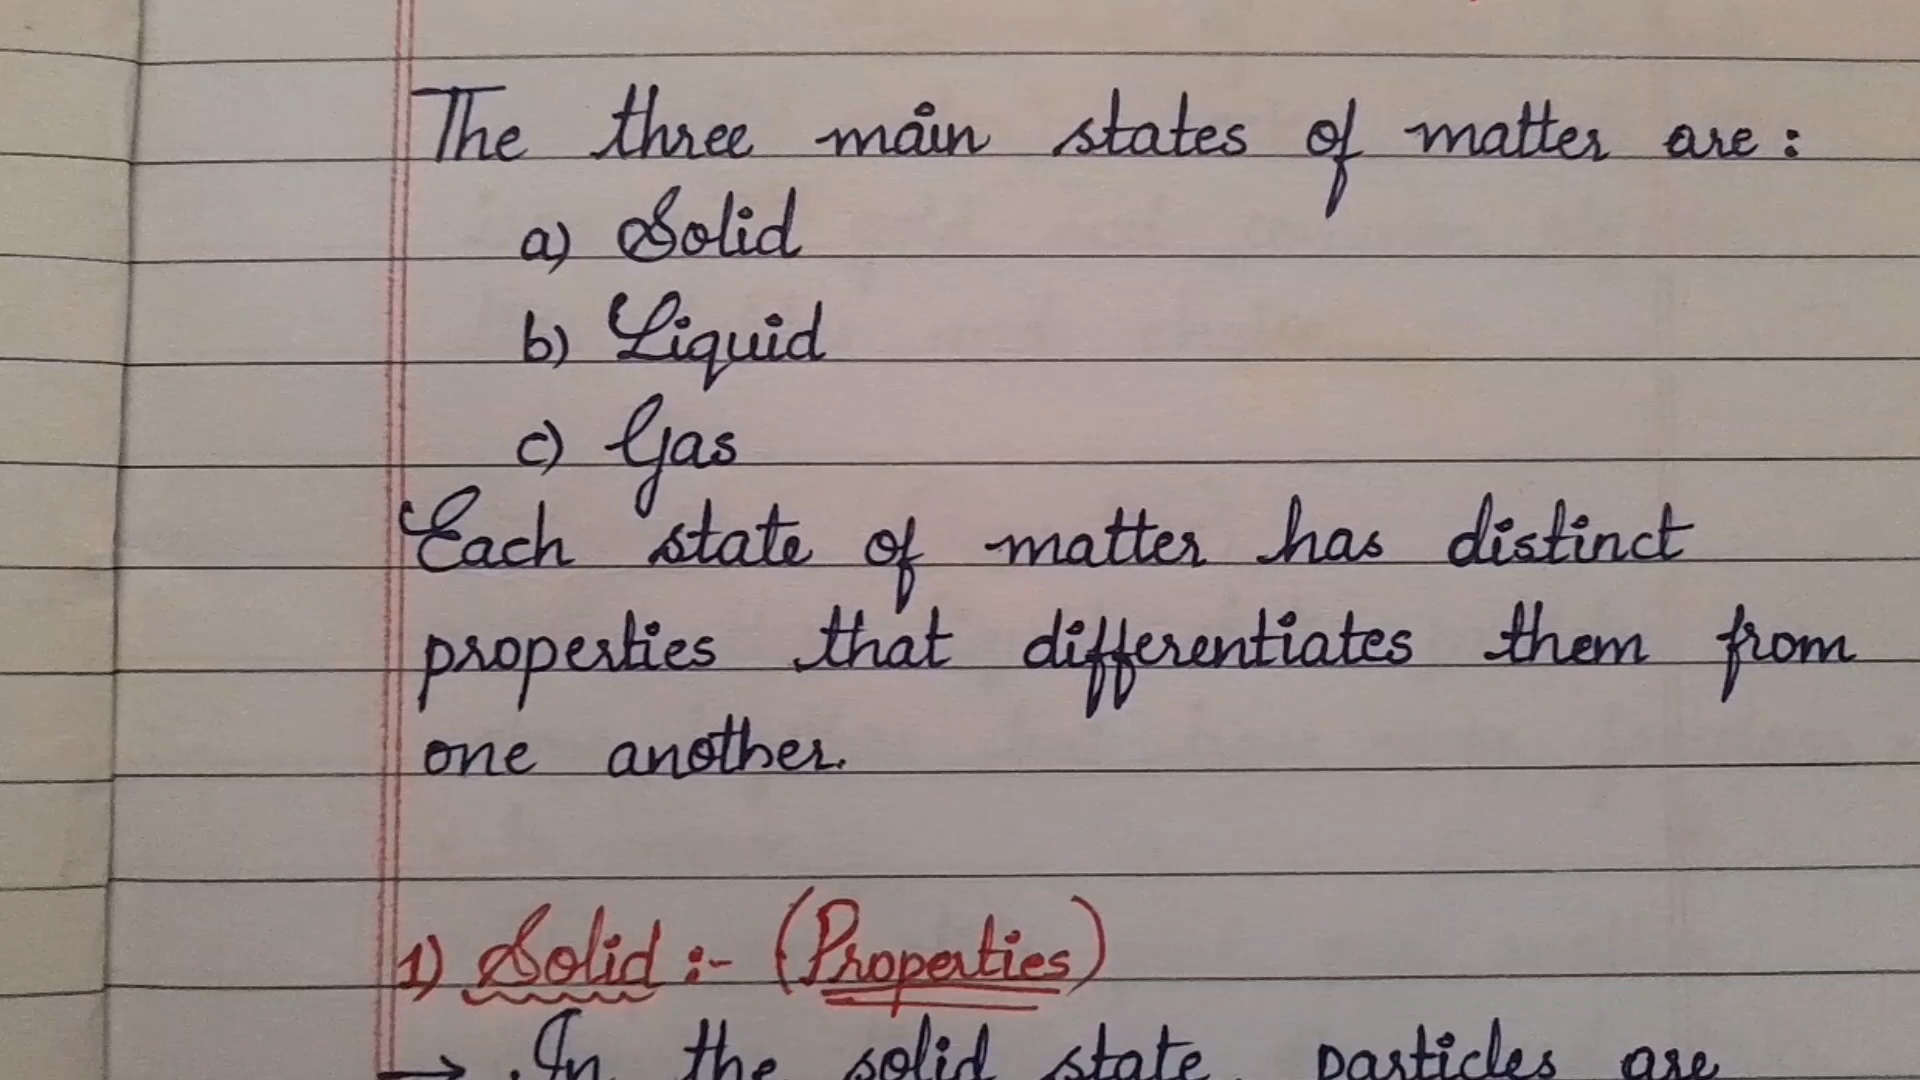 The three main states of matter are:
a) Solid
b) Liquid
c) Gas
Each state of matter has distinct
properties that differentiates them from
one another.
1) Solid :- (Properties)
→ In the solid state, particles are